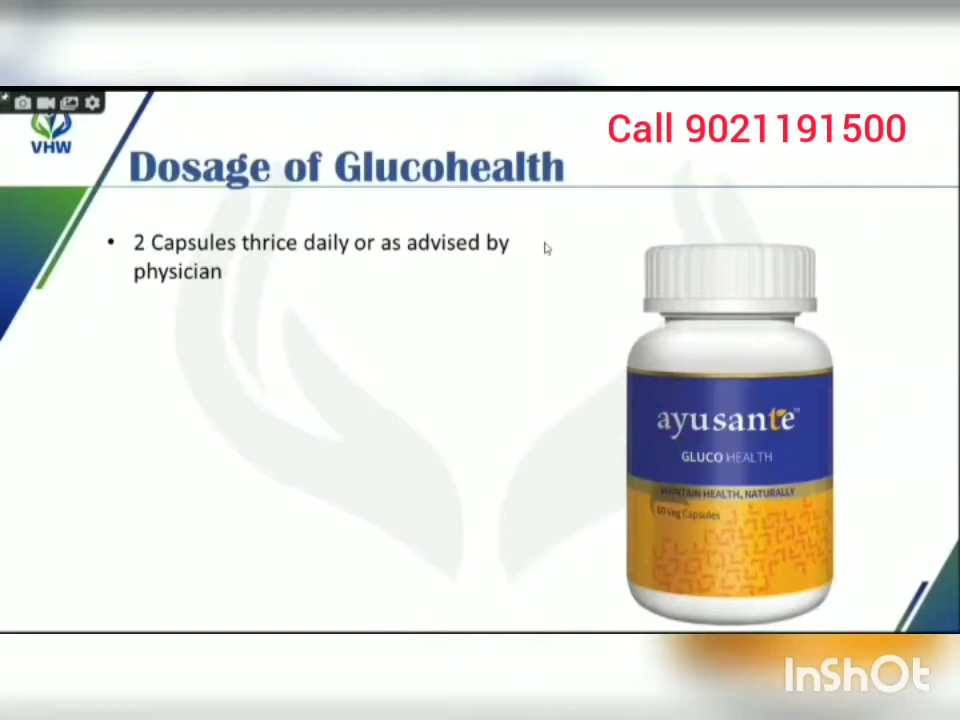 VHW
Call 9021191500
Dosage of Glucohealth
• 2 Capsules thrice daily or as advised by
physician
ayusante™
GLUCO HEALTH
MAINTAIN HEALTH, NATURALLY
60 Veg Capsules
InShOt